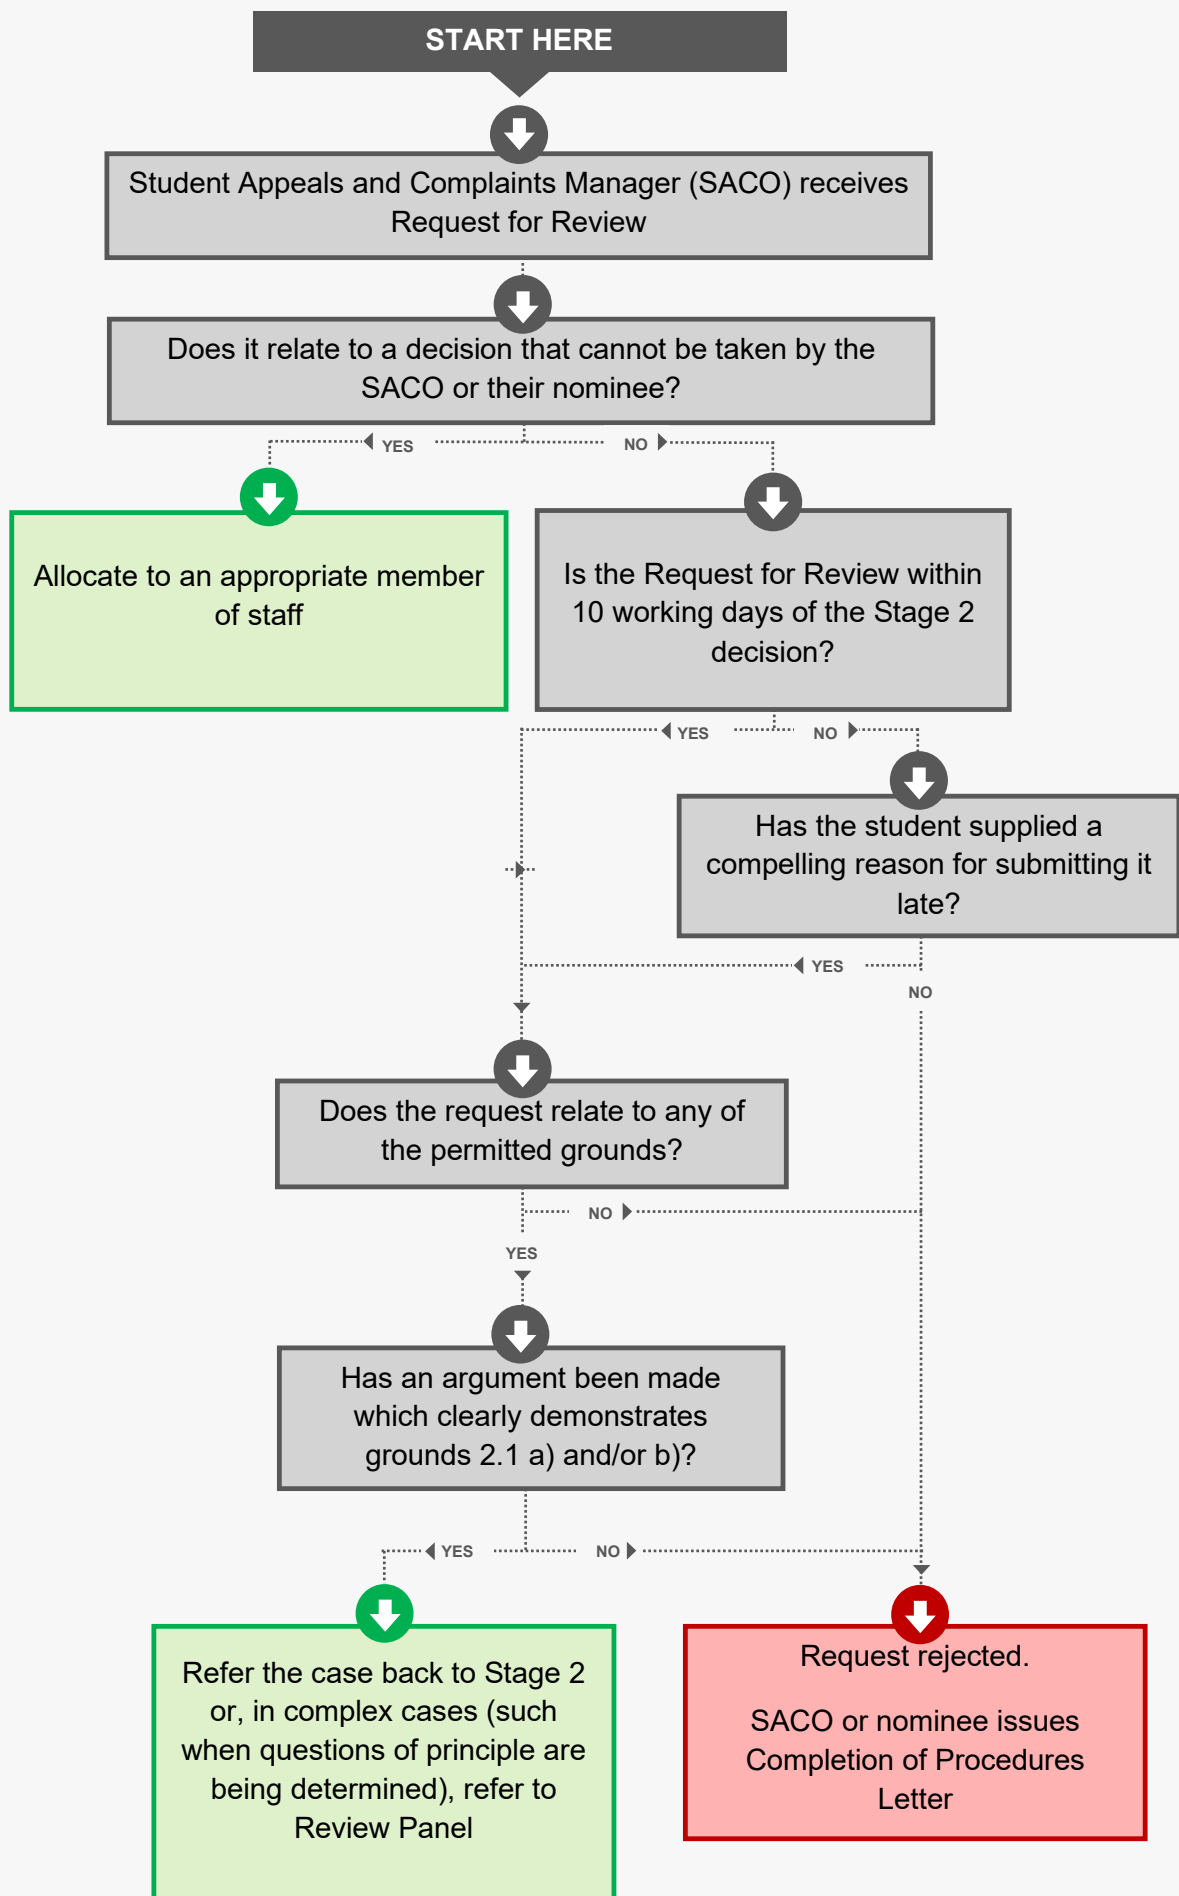 START HERE
Student Appeals and Complaints Manager (SACO) receives
Request for Review
Does it relate to a decision that cannot be taken by the
SACO or their nominee?
YES
NO
Allocate to an appropriate member
of staff
Is the Request for Review within
10 working days of the Stage 2
decision?
YES
NO
Has the student supplied a
compelling reason for submitting it
late?
YES
NO
Does the request relate to any of
the permitted grounds?
NO
YES
Has an argument been made
which clearly demonstrates
grounds 2.1 a) and/or b)?
YES
NO
Refer the case back to Stage 2
or, in complex cases (such
when questions of principle are
being determined), refer to
Review Panel
Request rejected.
SACO or nominee issues
Completion of Procedures
Letter